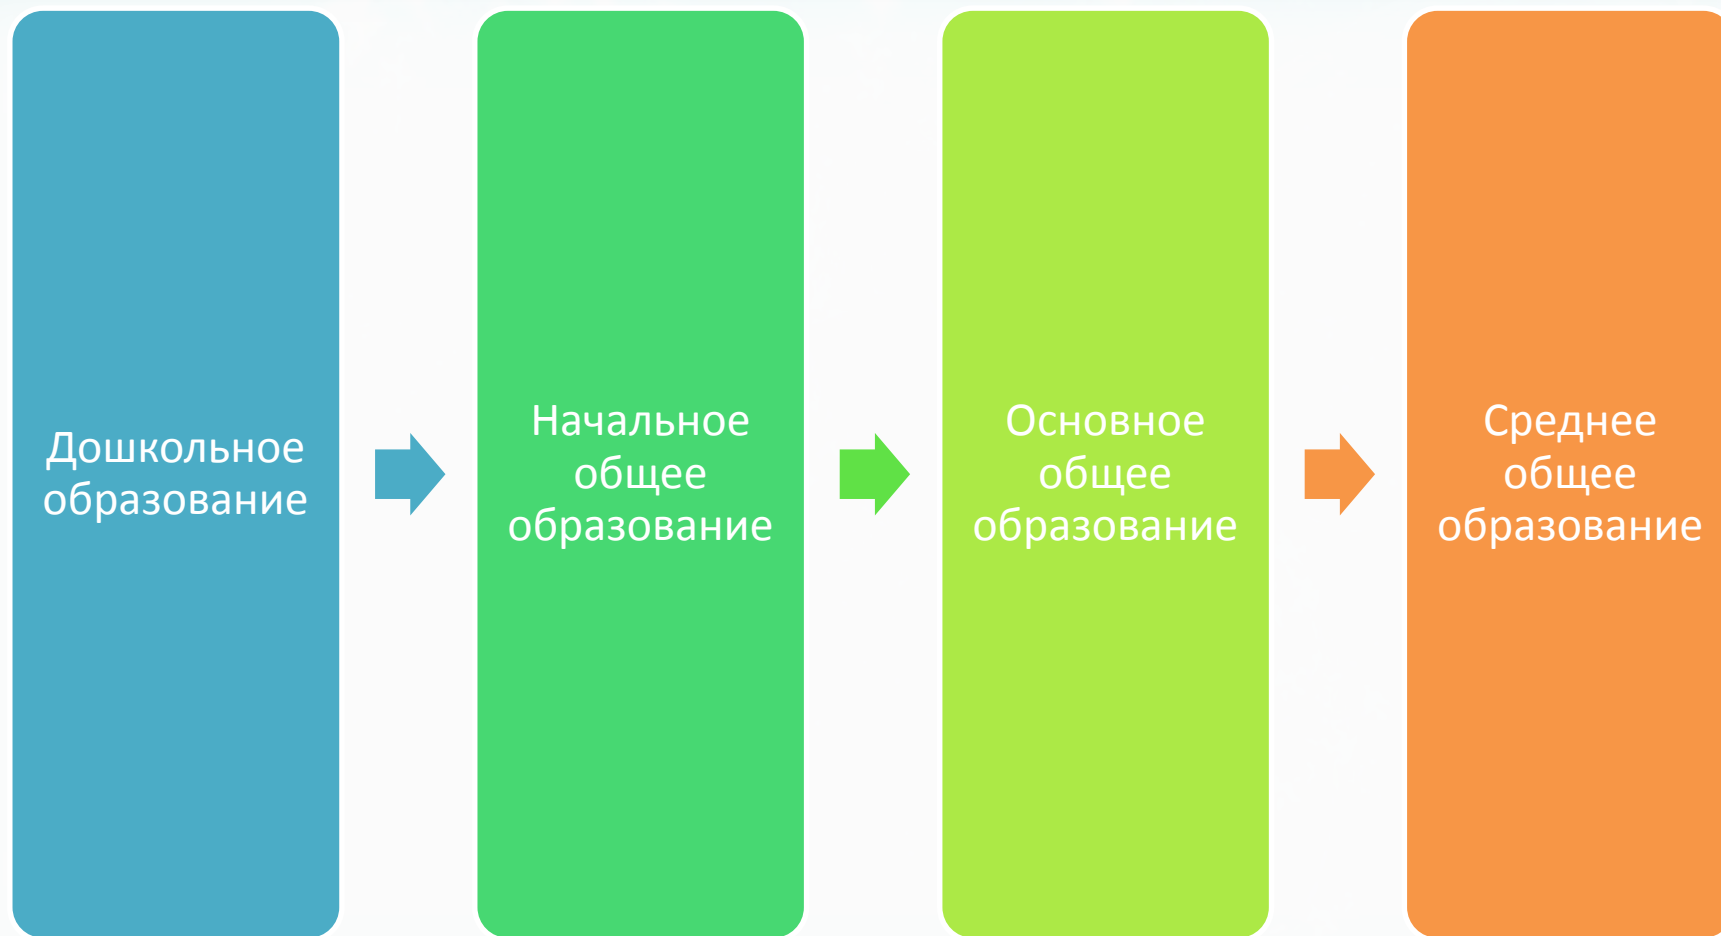 Дошкольное
образование
Начальное
общее
образование
Основное
общее
образование
Среднее
общее
образование